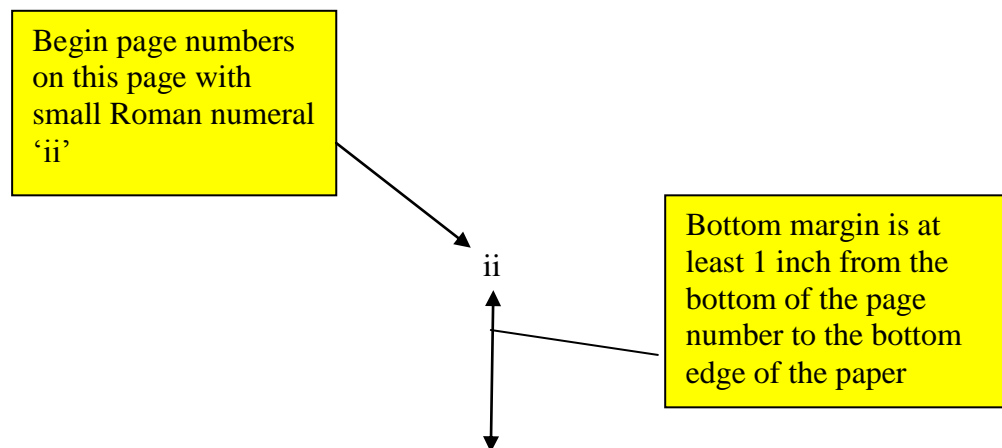 Begin page numbers
on this page with
small Roman numeral
‘ii’
ii
Bottom margin is at
least 1 inch from the
bottom of the page
number to the bottom
edge of the paper